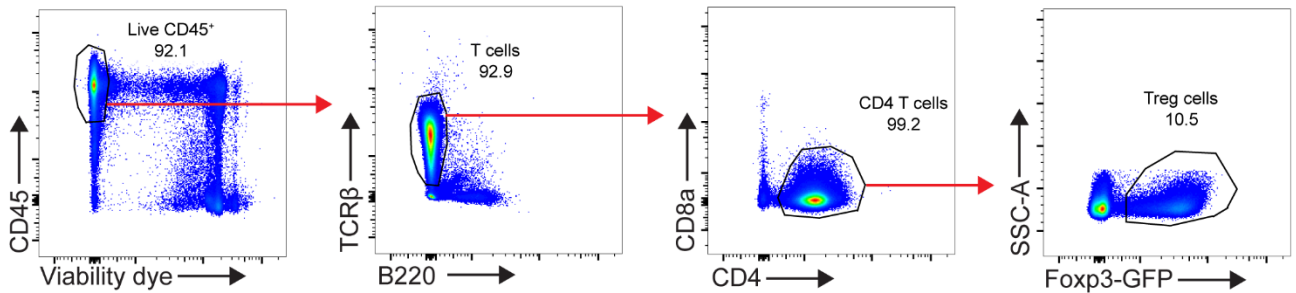 Live CD45⁺
92.1
CD45
Viability dye
T cells
92.9
TCRβ
B220
CD4 T cells
99.2
CD8a
CD4
Treg cells
10.5
SSC-A
Foxp3-GFP